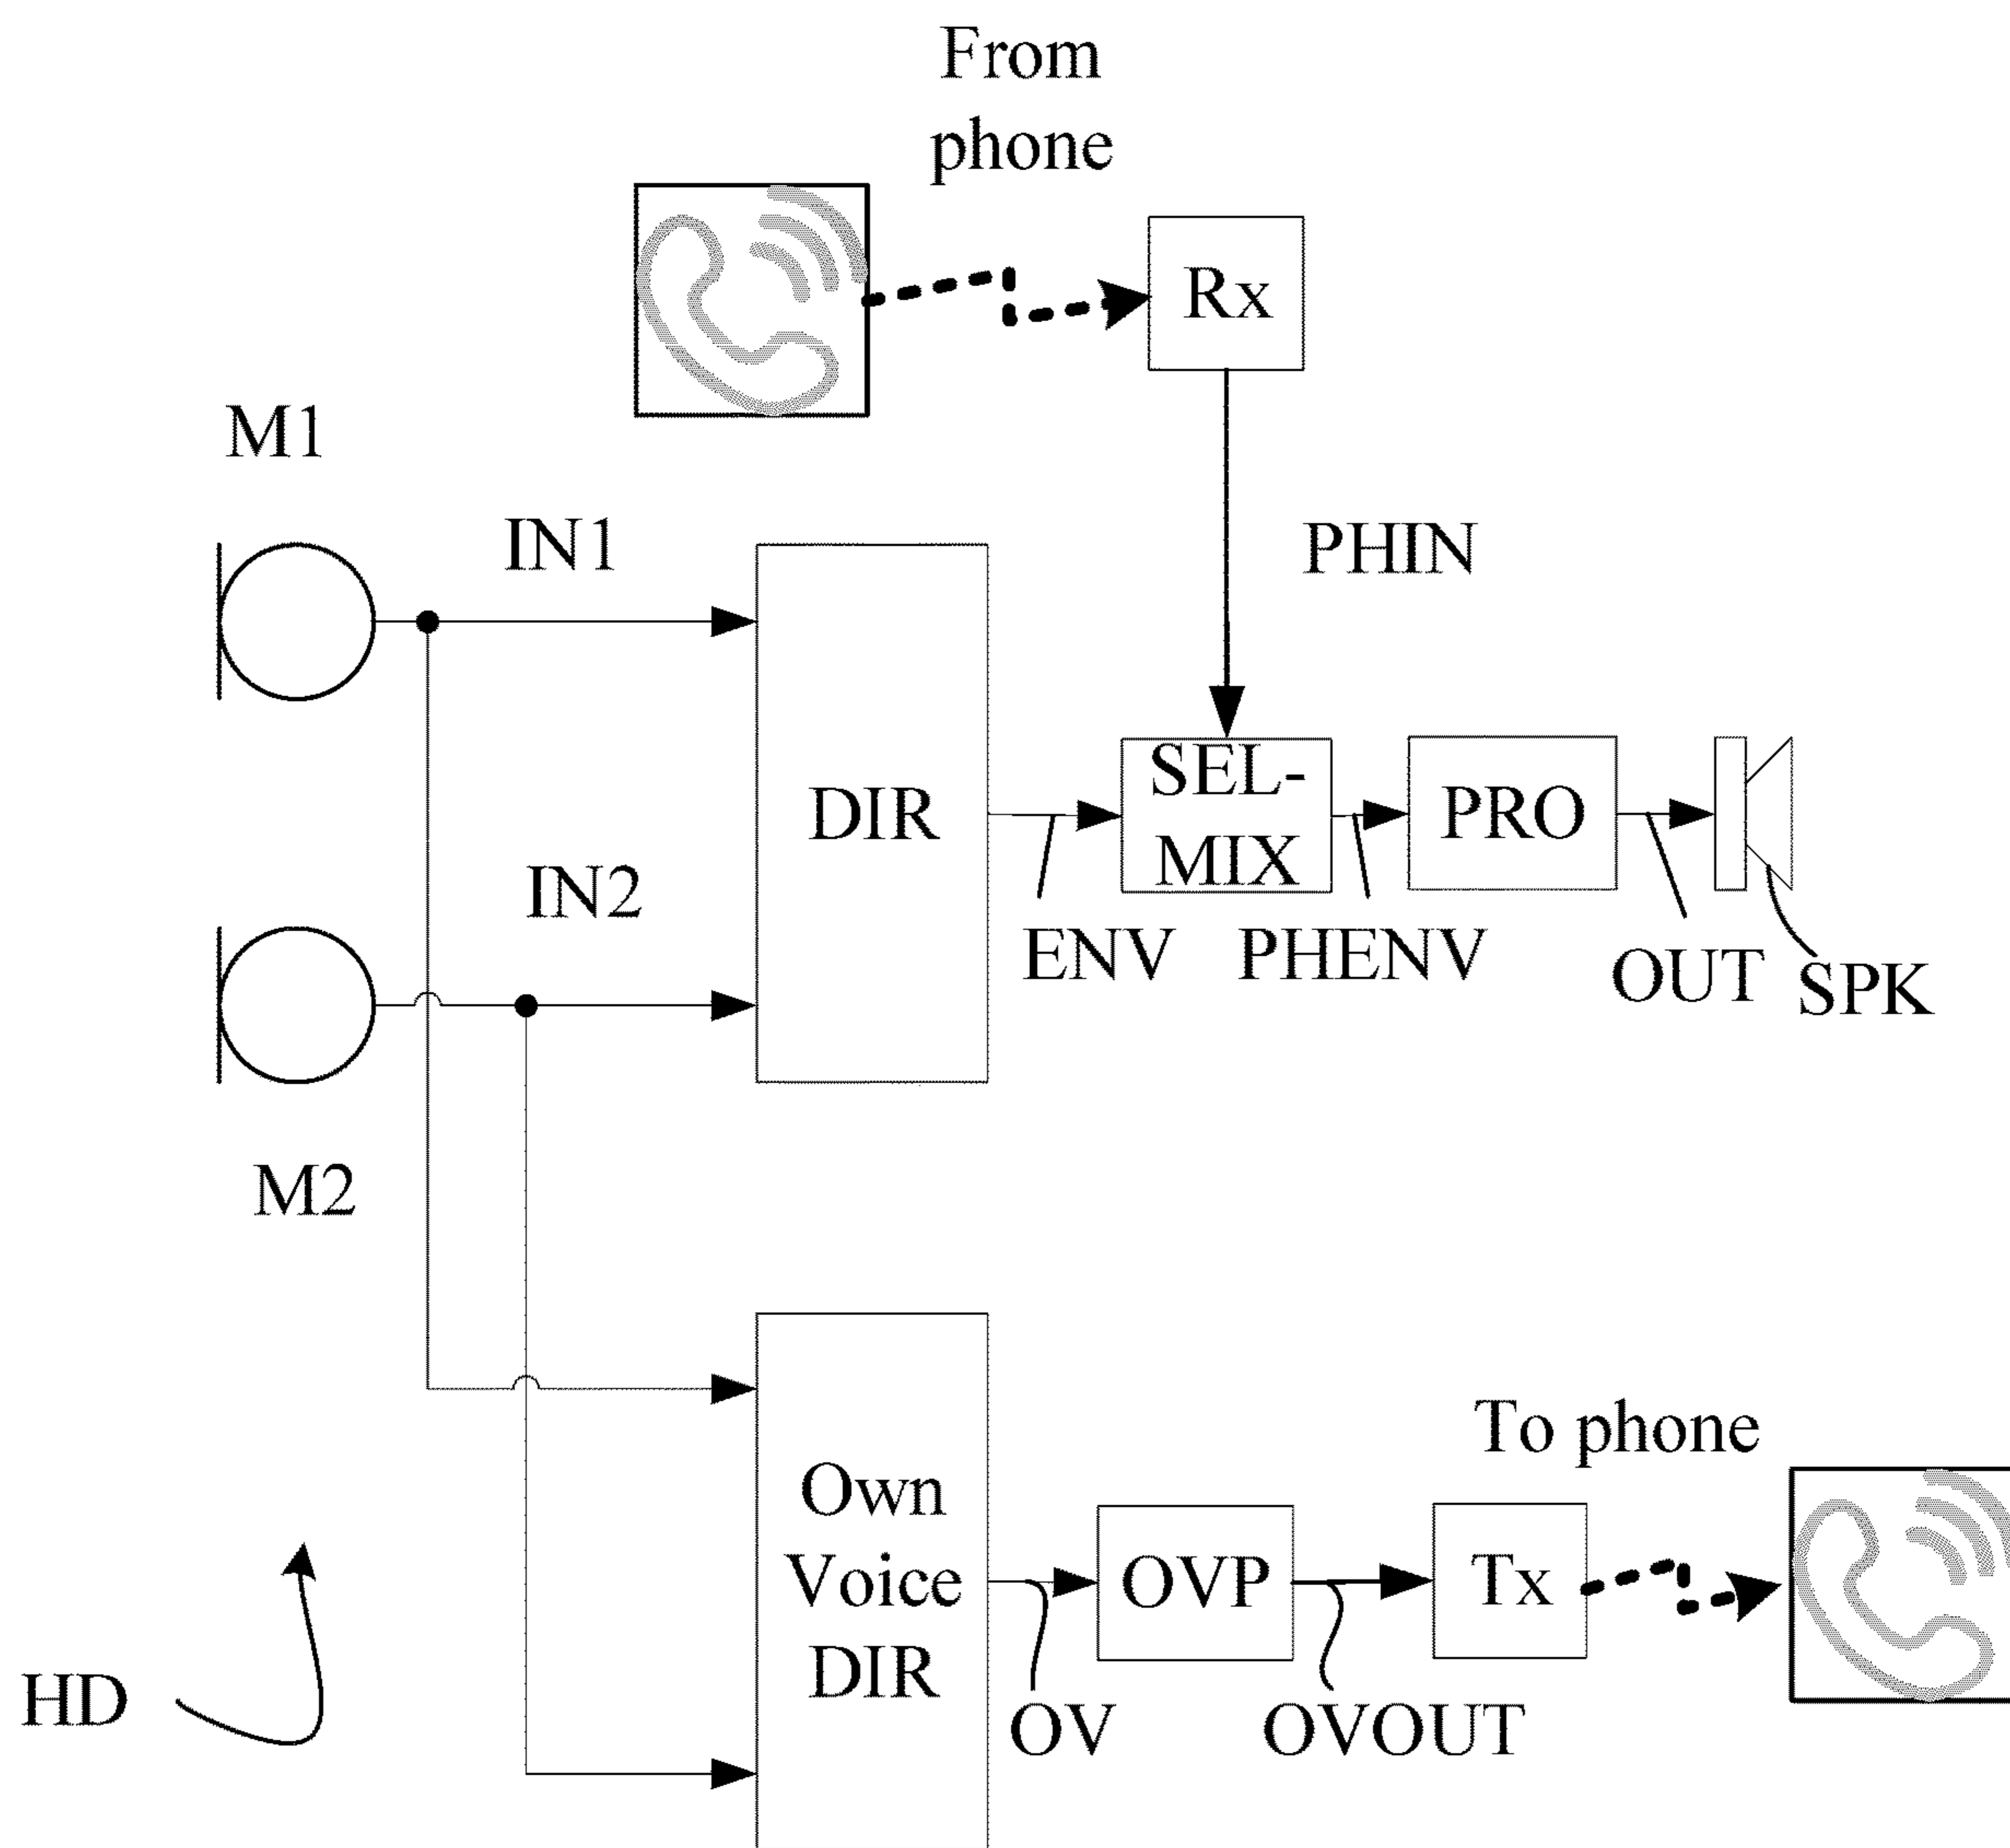 From
phone
Rx
M1
IN1
PHIN
DIR
SEL-
MIX
PRO
IN2
ENV
PHENV
OUT
SPK
M2
To phone
Own
Voice
DIR
OVP
Tx
HD
OV
OVOUT